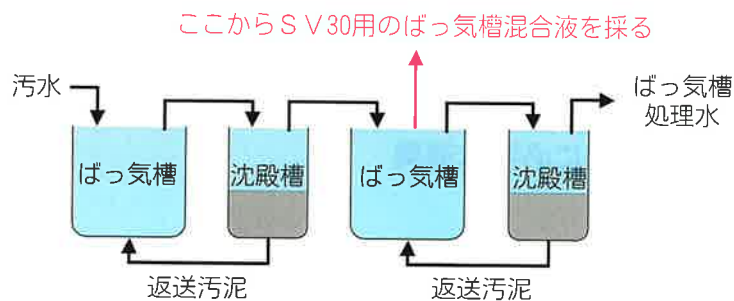 ここからＳＶ30用のばっ気槽混合液を採る
汚水
ばっ気槽
処理水
ばっ気槽
沈殿槽
ばっ気槽
沈殿槽
返送汚泥
返送汚泥